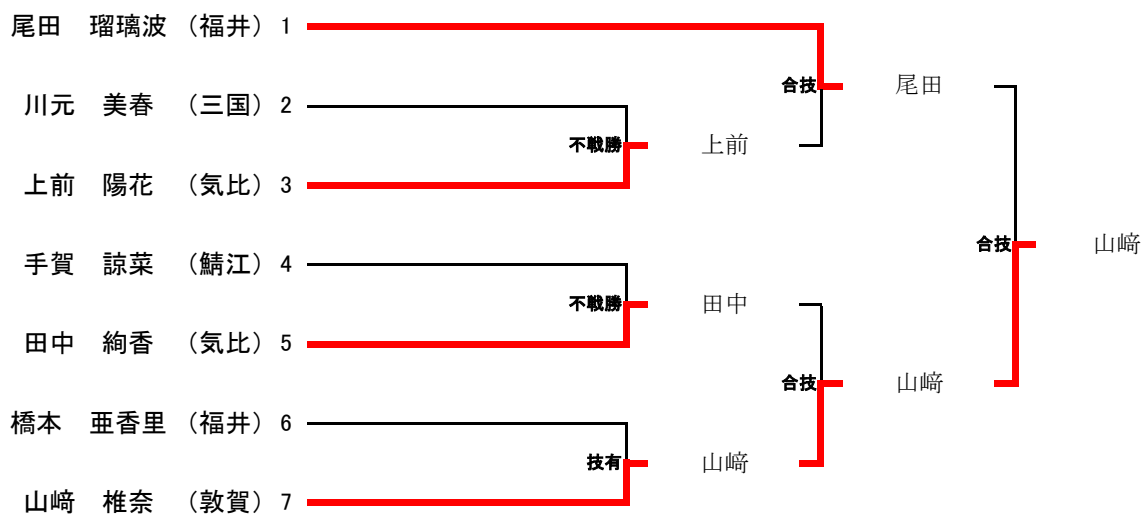 尾田　瑠璃波　（福井）　1
合技　尾田
川元　美春　（三国）　2
不戦勝　上前
上前　陽花　（気比）　3
合技　山﨑
手賀　諒菜　（鯖江）　4
不戦勝　田中
田中　絢香　（気比）　5
合技　山﨑
橋本　亜香里　（福井）　6
技有　山﨑
山﨑　椎奈　（敦賀）　7